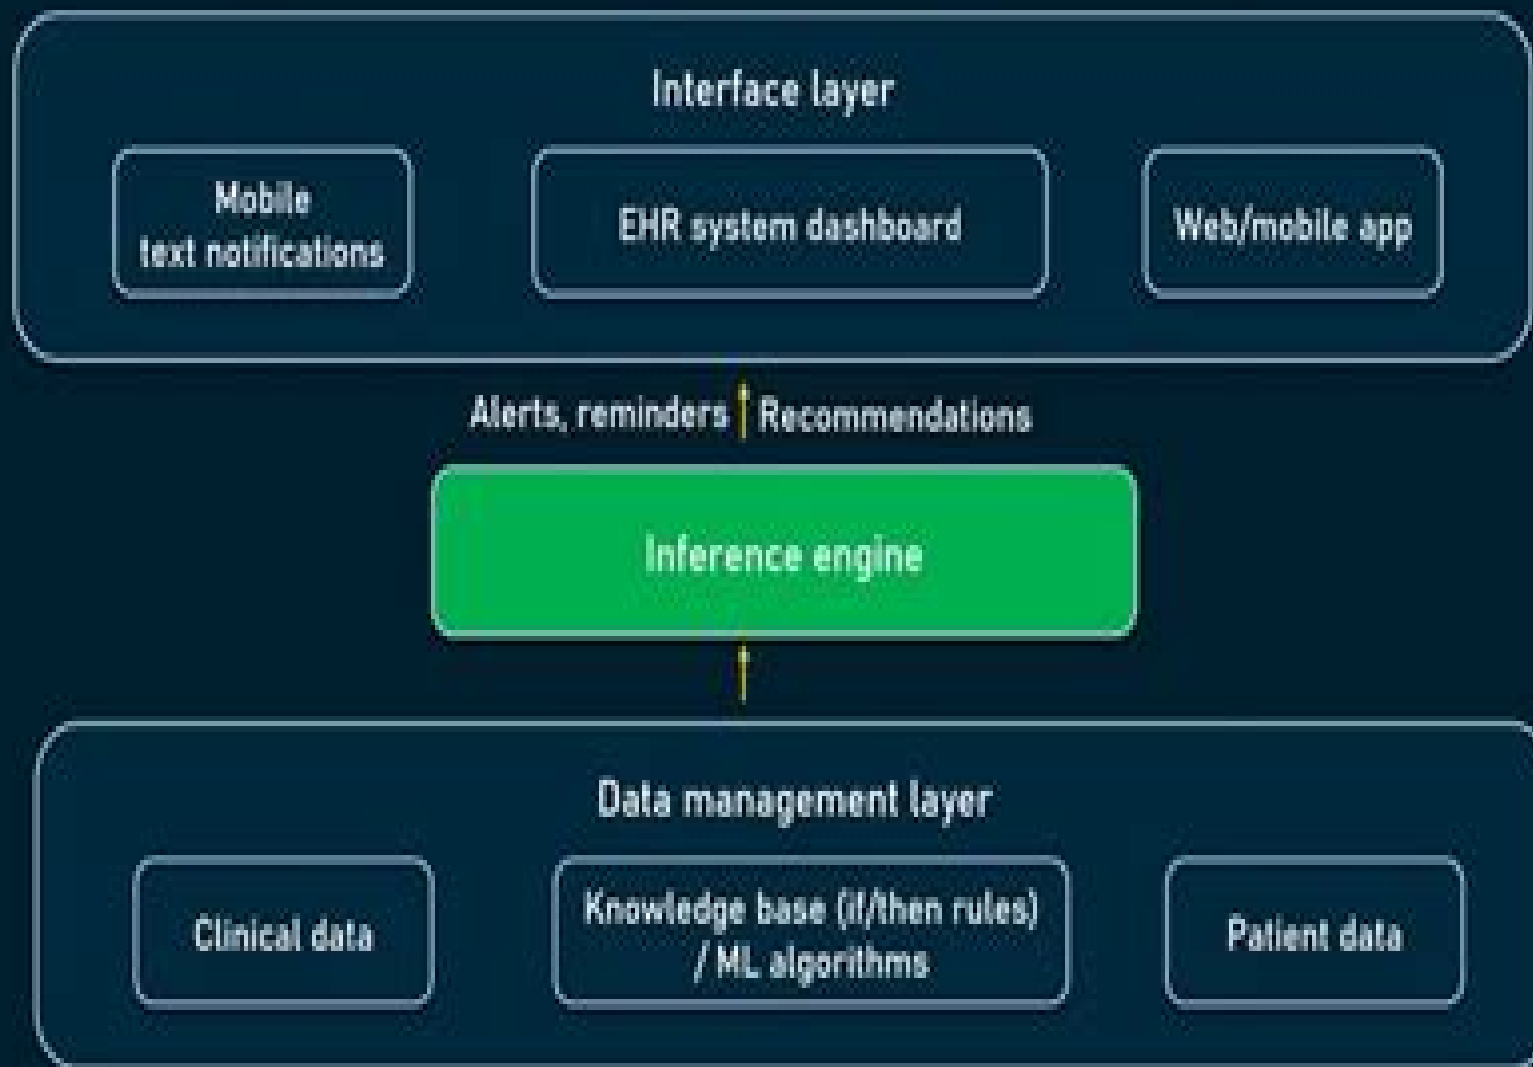 Interface layer
Mobile
text notifications
EHR system dashboard
Web/mobile app
Alerts, reminders
Recommendations
Inference engine
Data management layer
Clinical data
Knowledge base (if/then rules)
/ ML algorithms
Patient data